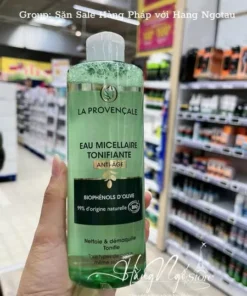 Group: Săn Sale Hàng Pháp với Hằng Ngotau
LA PROVENÇALE
EAU MICELLAIRE
TONIFIANTE
ANTI-ÂGE
BIOPHÉNOLS D'OLIVE
99% d'origine naturelle
BIO
Nettoie & démaquille
Tonifie